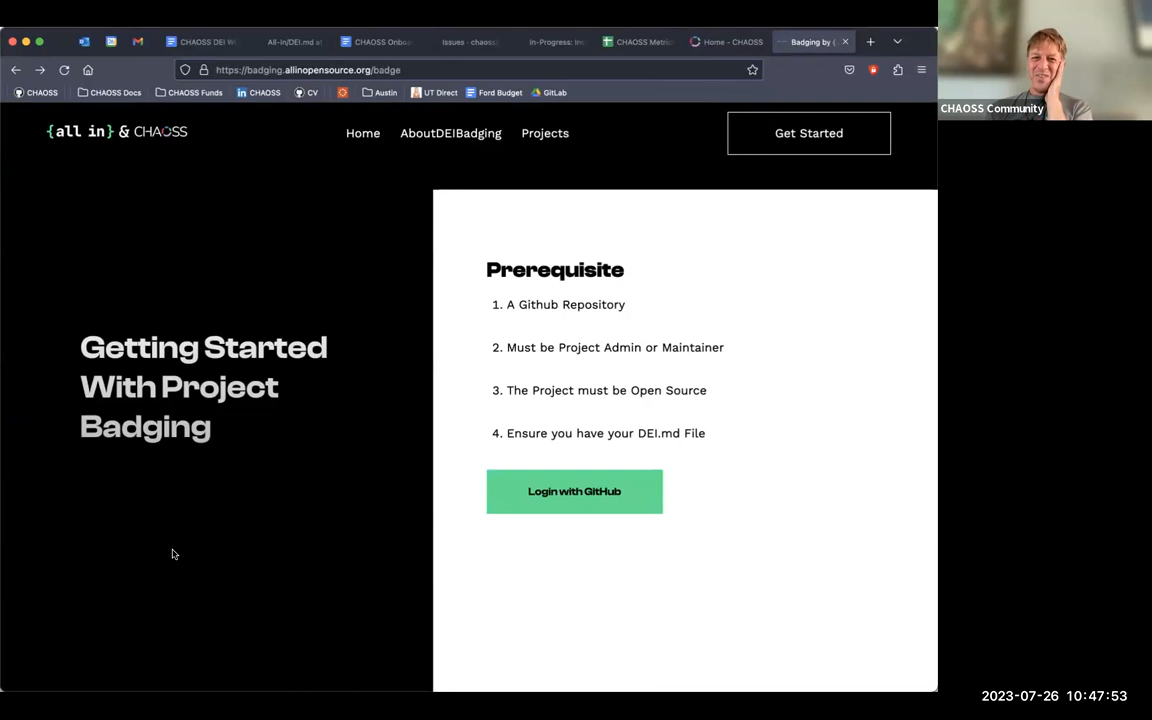 CHAOSS DEI W
All-In/DEI.md at
CHAOSS Onbo
Issues · chaoss
In-Progress: Inc
CHAOSS Metric
Home - CHAOSS
Badging by (
https://badging.allinopensource.org/badge
CHAOSS
CHAOSS Docs
CHAOSS Funds
CHAOSS
CV
Austin
UT Direct
Ford Budget
GitLab
CHAOSS Community
{all in} & CHAOSS
Home
AboutDEIBadging
Projects
Get Started
Getting Started
With Project
Badging
Prerequisite
1. A Github Repository
2. Must be Project Admin or Maintainer
3. The Project must be Open Source
4. Ensure you have your DEI.md File
Login with GitHub
2023-07-26 10:47:53